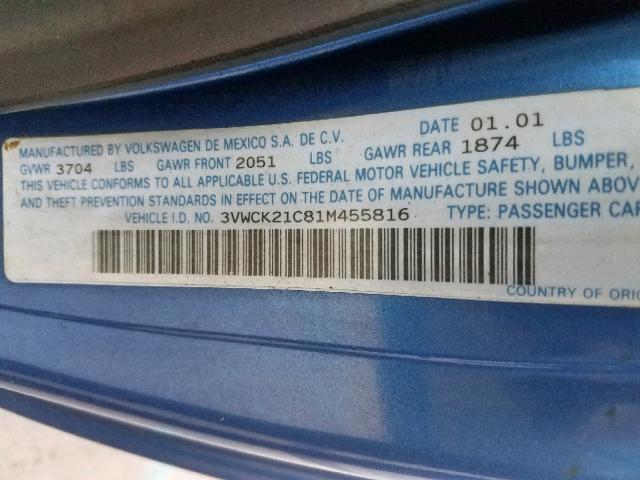 MANUFACTURED BY VOLKSWAGEN DE MEXICO S.A. DE C.V. DATE 01.01
GVWR 3704 LBS GAWR FRONT 2051 LBS GAWR REAR 1874 LBS
THIS VEHICLE CONFORMS TO ALL APPLICABLE U.S. FEDERAL MOTOR VEHICLE SAFETY, BUMPER,
AND THEFT PREVENTION STANDARDS IN EFFECT ON THE DATE OF MANUFACTURE SHOWN ABOV
VEHICLE I.D. NO. 3VWCK21C81M455816 TYPE: PASSENGER CAR
COUNTRY OF ORIG